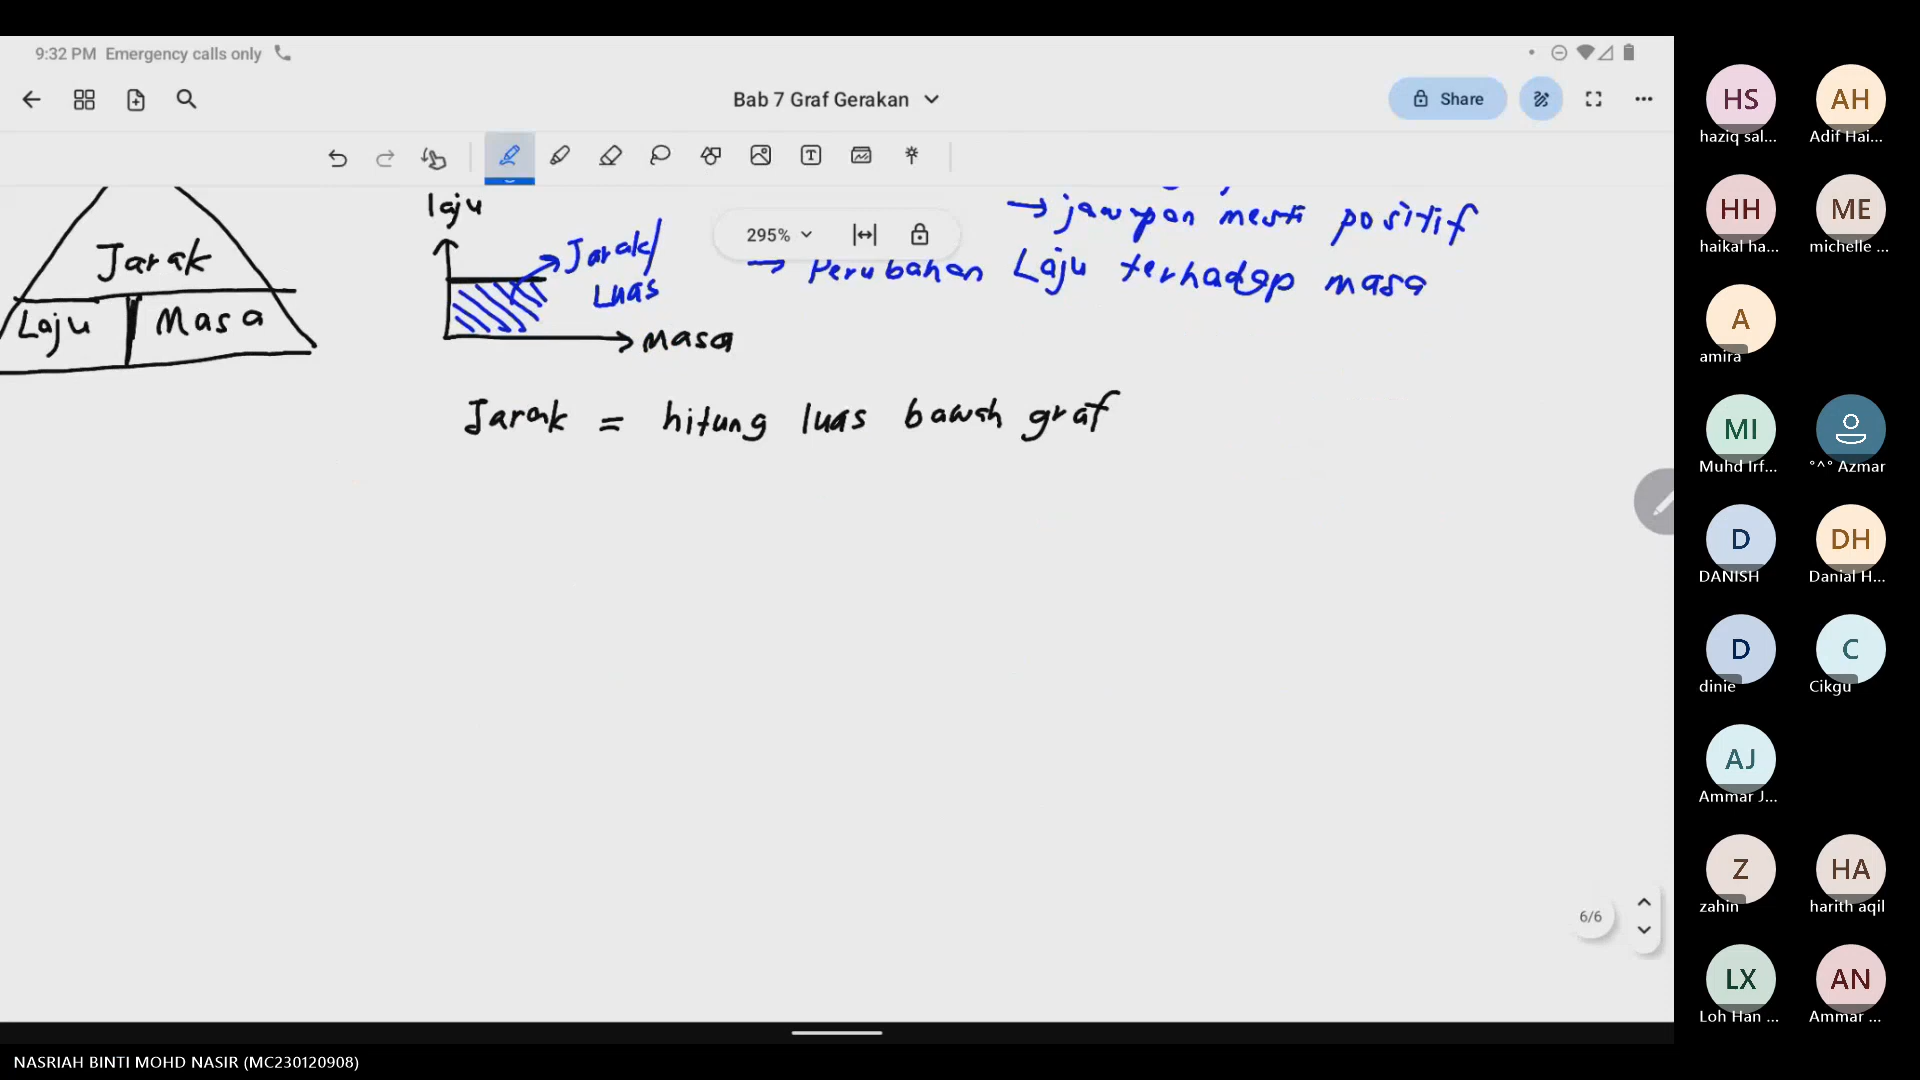 9:32 PM Emergency calls only
Bab 7 Graf Gerakan
Share
laju
Jarak
Laju
Masa
Jarak/
Luas
masa
295%
→ jawapan mesti positif
→ Perubahan Laju terhadap masa
Jarak = hitung luas bawah graf
6/6
HS
haziq sal...
AH
Adif Hai...
HH
haikal ha...
ME
michelle ...
A
amira
MI
Muhd Irf...
°^° Azmar
D
DANISH
DH
Danial H...
D
dinie
C
Cikgu
AJ
Ammar J...
Z
zahin
HA
harith aqil
LX
Loh Han ...
AN
Ammar ...
NASRIAH BINTI MOHD NASIR (MC230120908)